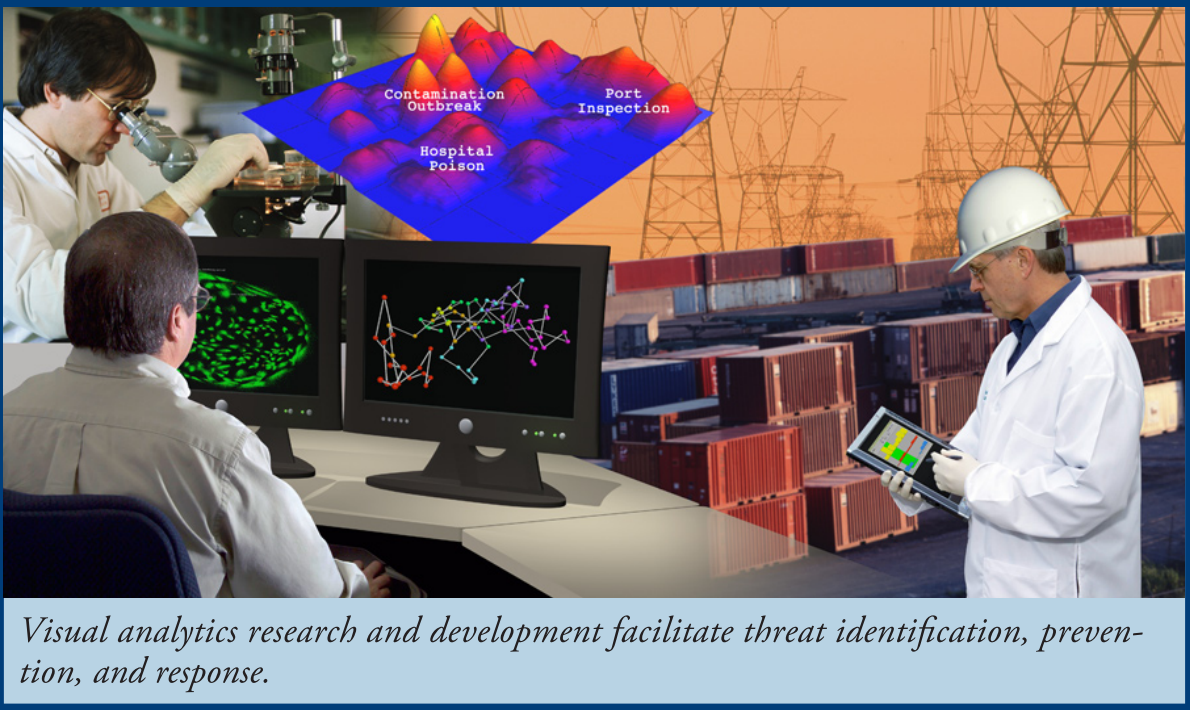 Contamination
Outbreak
Port
Inspection
Hospital
Poison
Visual analytics research and development facilitate threat identification, preven-
tion, and response.